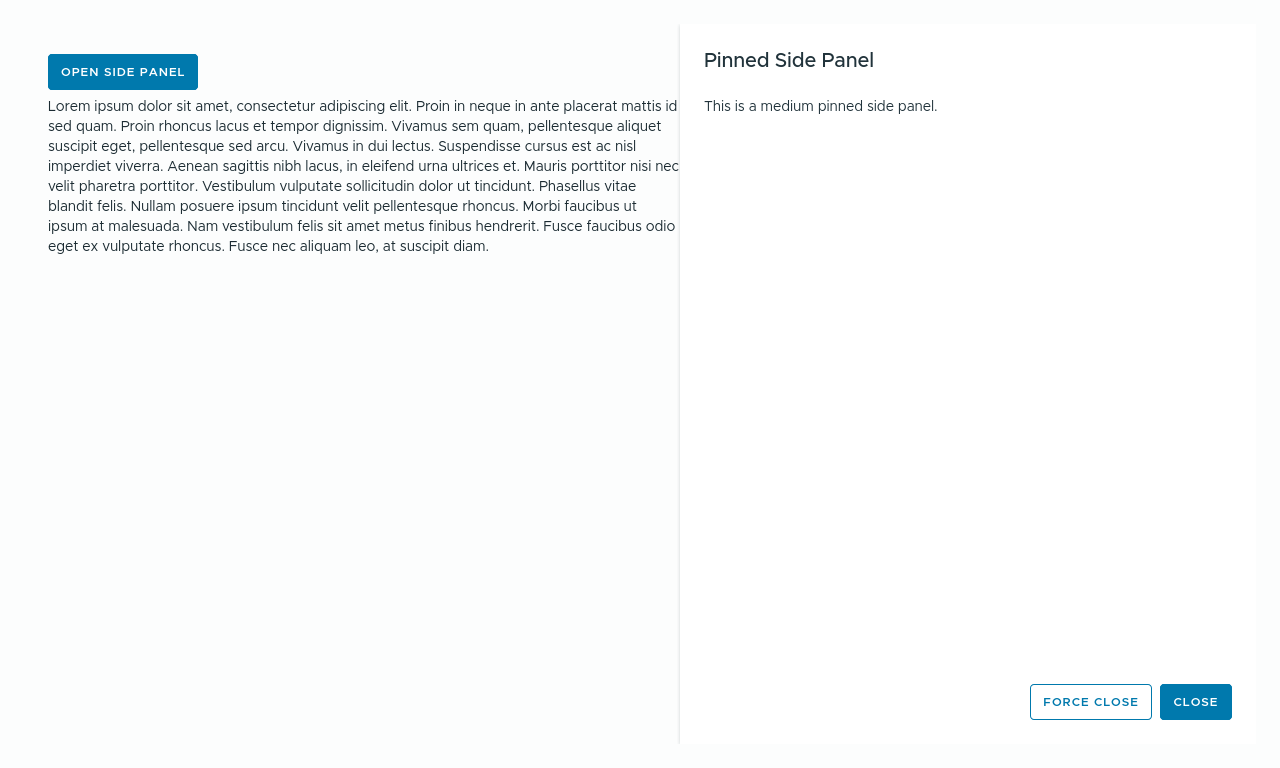 OPEN SIDE PANEL
Lorem ipsum dolor sit amet, consectetur adipiscing elit. Proin in neque in ante placerat mattis id
sed quam. Proin rhoncus lacus et tempor dignissim. Vivamus sem quam, pellentesque aliquet
suscipit eget, pellentesque sed arcu. Vivamus in dui lectus. Suspendisse cursus est ac nisl
imperdiet viverra. Aenean sagittis nibh lacus, in eleifend urna ultrices et. Mauris porttitor nisi nec
velit pharetra porttitor. Vestibulum vulputate sollicitudin dolor ut tincidunt. Phasellus vitae
blandit felis. Nullam posuere ipsum tincidunt velit pellentesque rhoncus. Morbi faucibus ut
ipsum at malesuada. Nam vestibulum felis sit amet metus finibus hendrerit. Fusce faucibus odio
eget ex vulputate rhoncus. Fusce nec aliquam leo, at suscipit diam.
Pinned Side Panel
This is a medium pinned side panel.
FORCE CLOSE
CLOSE